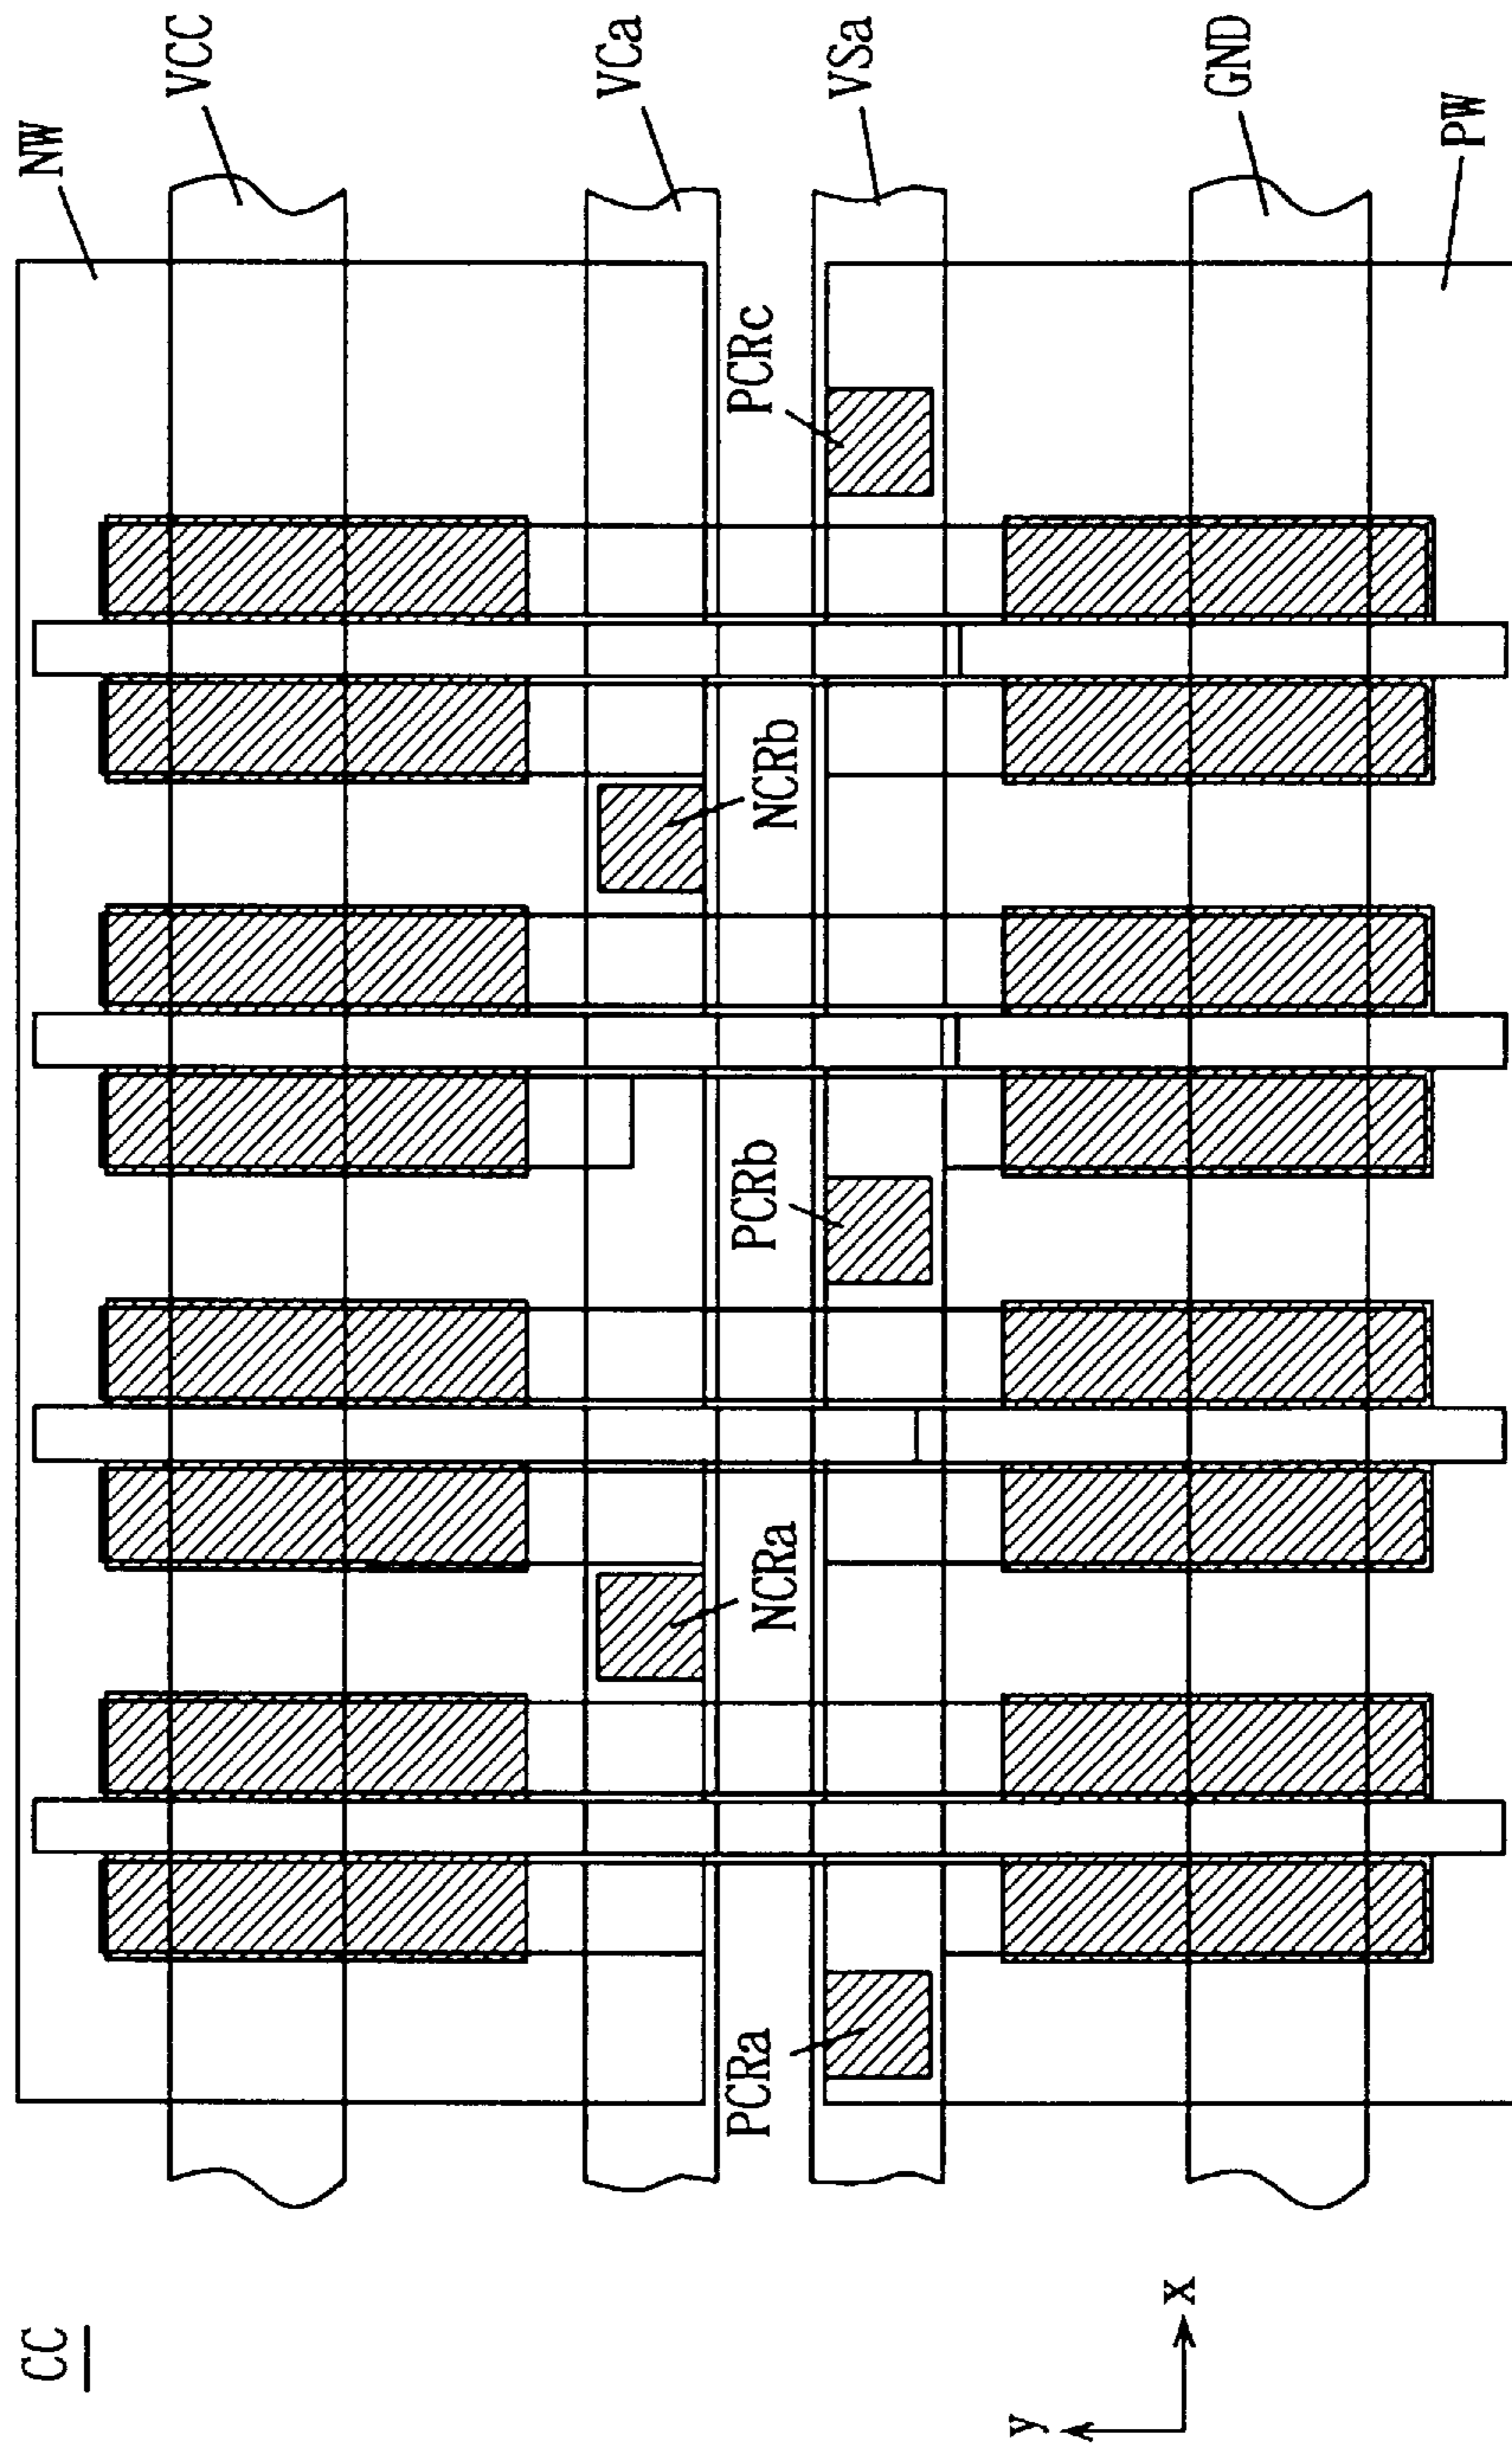 CC
NW
VCC
VCa
VSa
GND
PW
PCRa
NCRa
PCRb
NCRb
PCRc
y
x